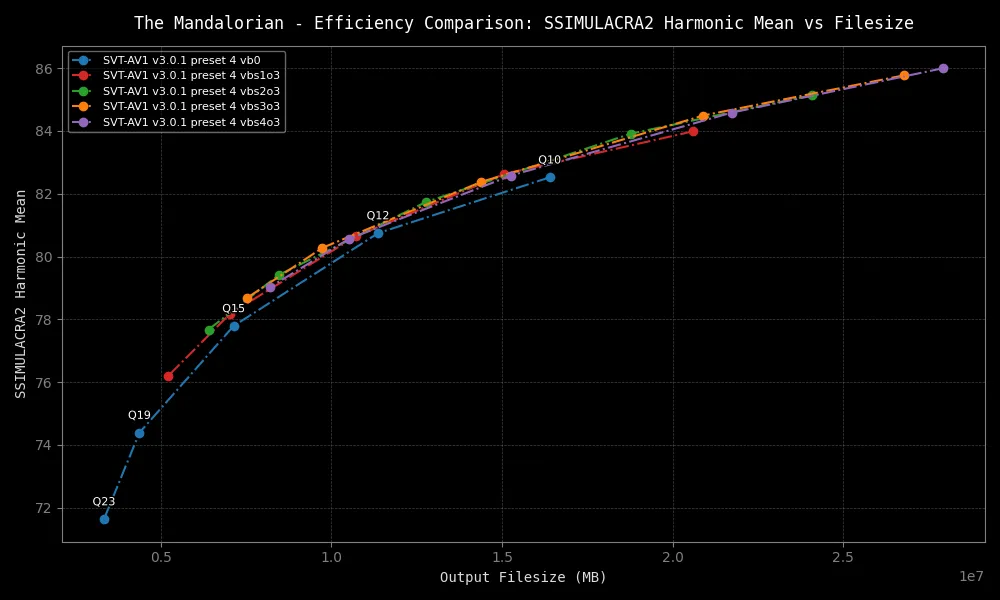 The Mandalorian - Efficiency Comparison: SSIMULACRA2 Harmonic Mean vs Filesize
SVT-AV1 v3.0.1 preset 4 vb0
SVT-AV1 v3.0.1 preset 4 vbs1o3
SVT-AV1 v3.0.1 preset 4 vbs2o3
SVT-AV1 v3.0.1 preset 4 vbs3o3
SVT-AV1 v3.0.1 preset 4 vbs4o3
SSIMULACRA2 Harmonic Mean
86
84
82
80
78
76
74
72
Q10
Q12
Q15
Q19
Q23
0.5
1.0
1.5
2.0
2.5
1e7
Output Filesize (MB)